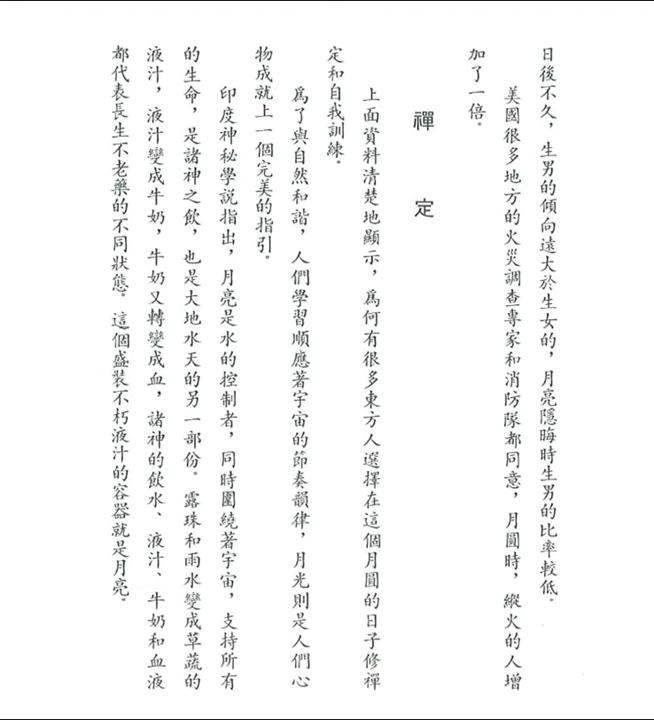 日後不久，生男的傾向遠大於生女的，月亮隱晦時生男的比率較低。
美國很多地方的火災調查專家和消防隊都同意，月圓時，縱火的人增
加了一倍。
禪定
上面資料清楚地顯示，為何有很多東方人選擇在這個月圓的日子修禪
定和自我訓練。
為了與自然和諧，人們學習順應著宇宙的節奏韻律，月光則是人們心
物成就上一個完美的指引。
印度神秘學說指出，月亮是水的控制者，同時圍繞著宇宙，支持所有
的生命，是諸神之飲，也是大地水天的另一部份。露珠和雨水變成草蔬的
液汁，液汁變成牛奶，牛奶又轉變成血，諸神的飲水、液汁、牛奶和血液
都代表長生不老藥的不同狀態。這個盛裝不朽液汁的容器就是月亮。